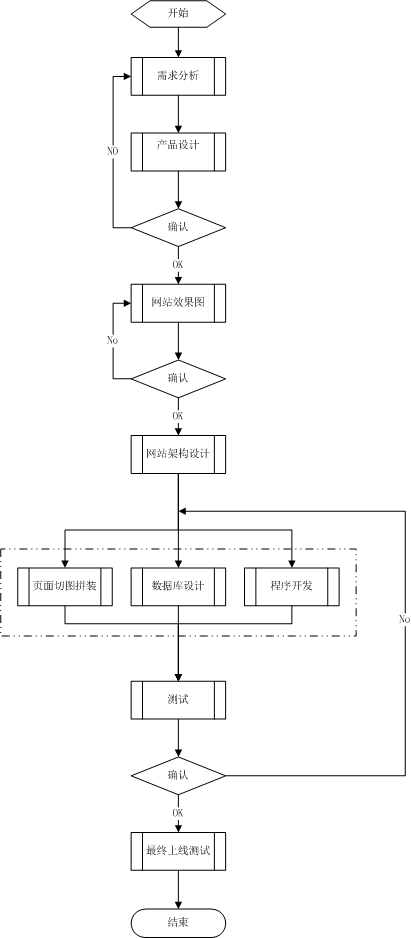 开始
需求分析
产品设计
NO
确认
OK
网站效果图
No
确认
OK
网站架构设计
页面切图拼装
数据库设计
程序开发
No
测试
确认
OK
最终上线测试
结束